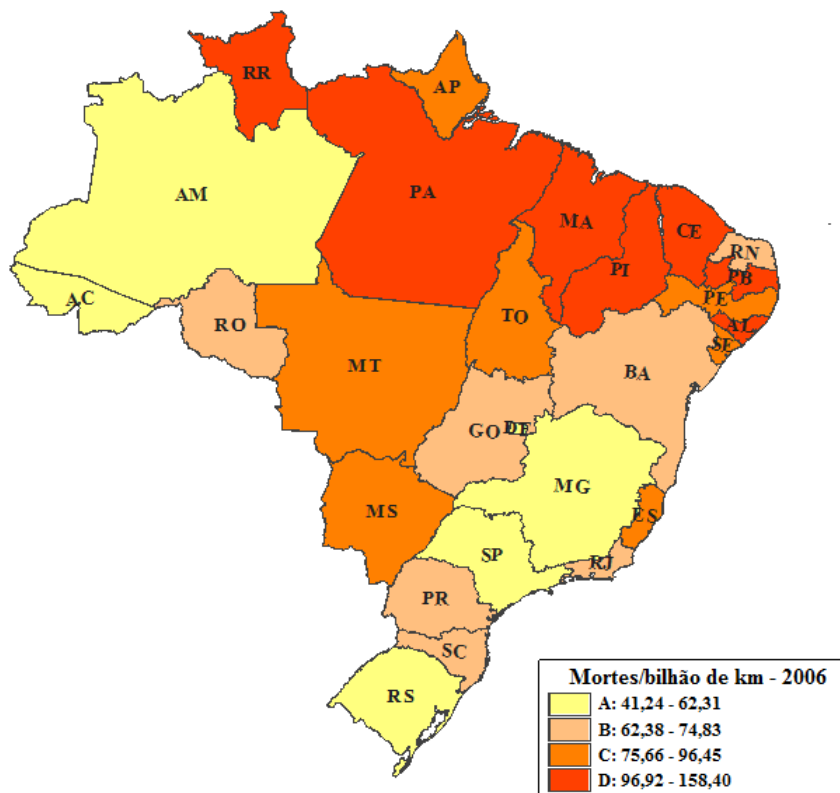 RR
AP
AM
PA
MA
CE
RN
PB
PI
PE
AC
AL
RO
TO
SE
MT
BA
GO
DF
MG
MS
ES
SP
RJ
PR
SC
RS
Mortes/bilhão de km - 2006
A: 41,24 - 62,31
B: 62,38 - 74,83
C: 75,66 - 96,45
D: 96,92 - 158,40